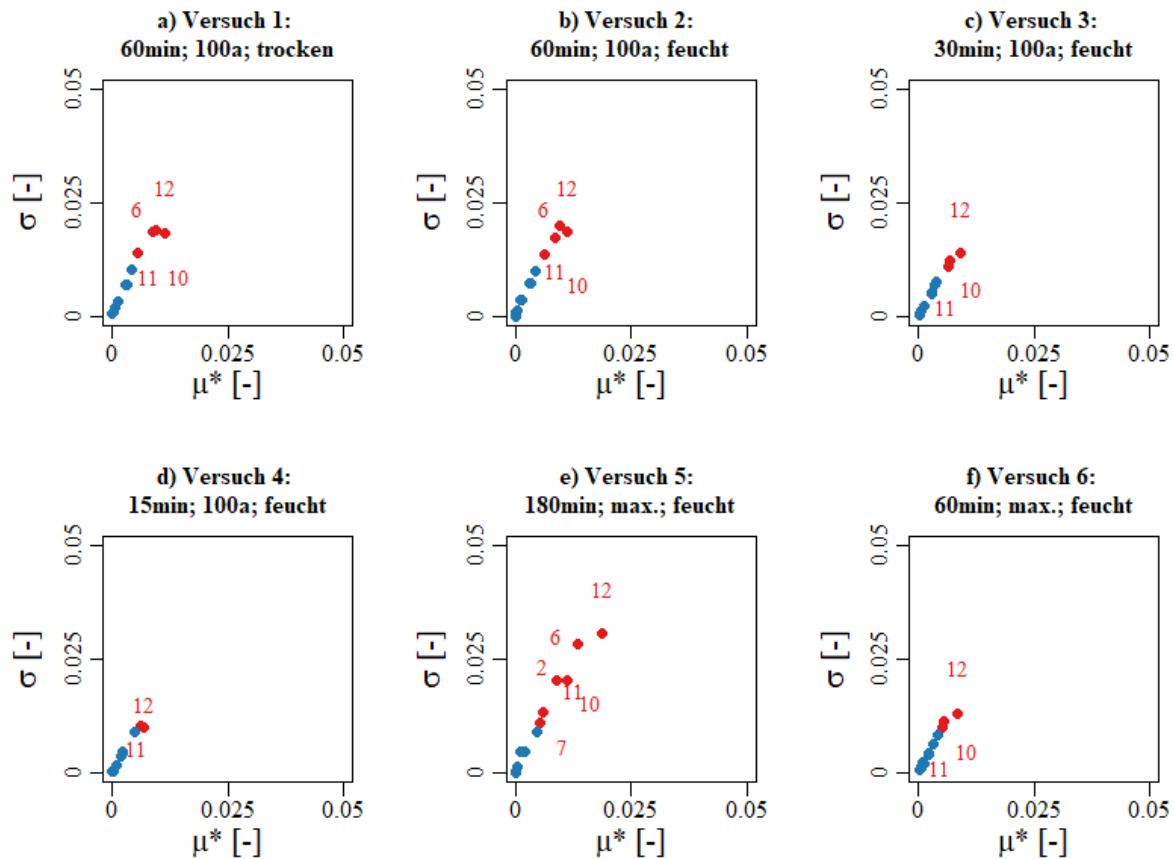 a) Versuch 1:
60min; 100a; trocken
0.05
σ [-]
0.025
12
6
11 10
0
0 0.025 0.05
μ* [-]
b) Versuch 2:
60min; 100a; feucht
0.05
σ [-]
0.025
12
6
11
10
0
0 0.025 0.05
μ* [-]
c) Versuch 3:
30min; 100a; feucht
0.05
σ [-]
0.025
12
10
11
0
0 0.025 0.05
μ* [-]
d) Versuch 4:
15min; 100a; feucht
0.05
σ [-]
0.025
12
11
0
0 0.025 0.05
μ* [-]
e) Versuch 5:
180min; max.; feucht
0.05
σ [-]
0.025
12
6
2
11
10
7
0
0 0.025 0.05
μ* [-]
f) Versuch 6:
60min; max.; feucht
0.05
σ [-]
0.025
12
10
11
0
0 0.025 0.05
μ* [-]